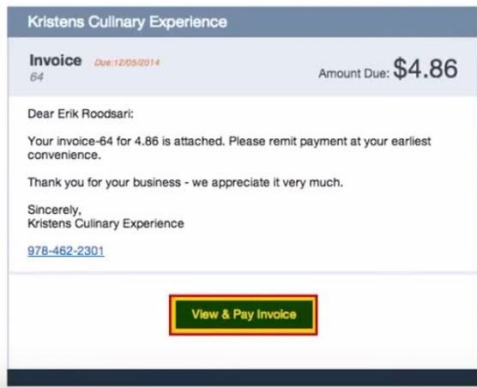 Kristens Culinary Experience
Invoice Due:12/05/2014
64
Amount Due: $4.86
Dear Erik Roodsari:
Your invoice-64 for 4.86 is attached. Please remit payment at your earliest
convenience.
Thank you for your business - we appreciate it very much.
Sincerely,
Kristens Culinary Experience
978-462-2301
View & Pay Invoice